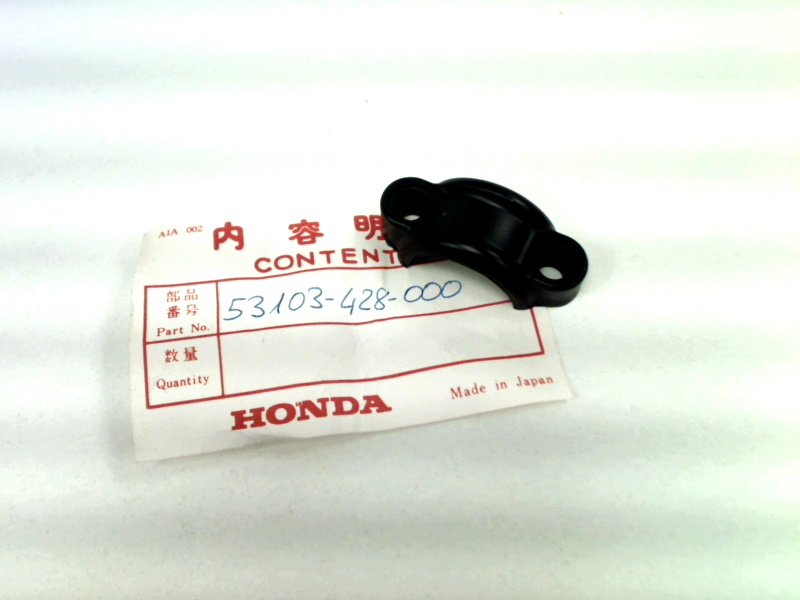 AIA 002
内容明
CONTENT
部品
番号
Part No.
53103-428-000
数量
Quantity
HONDA
Made in Japan